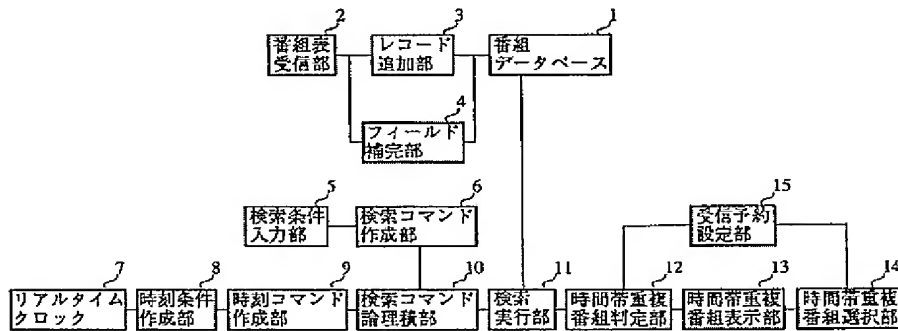 2
3
1
番組表
受信部
レコード
追加部
番組
データベース
4
フィールド
補完部
5
6
15
検索条件
入力部
検索コマンド
作成部
受信予約
設定部
7
8
9
10
11
12
13
14
リアルタイム
クロック
時刻条件
作成部
時刻コマンド
作成部
検索コマンド
論理積部
検索
実行部
時間帯重複
番組判定部
時間帯重複
番組表示部
時間帯重複
番組選択部